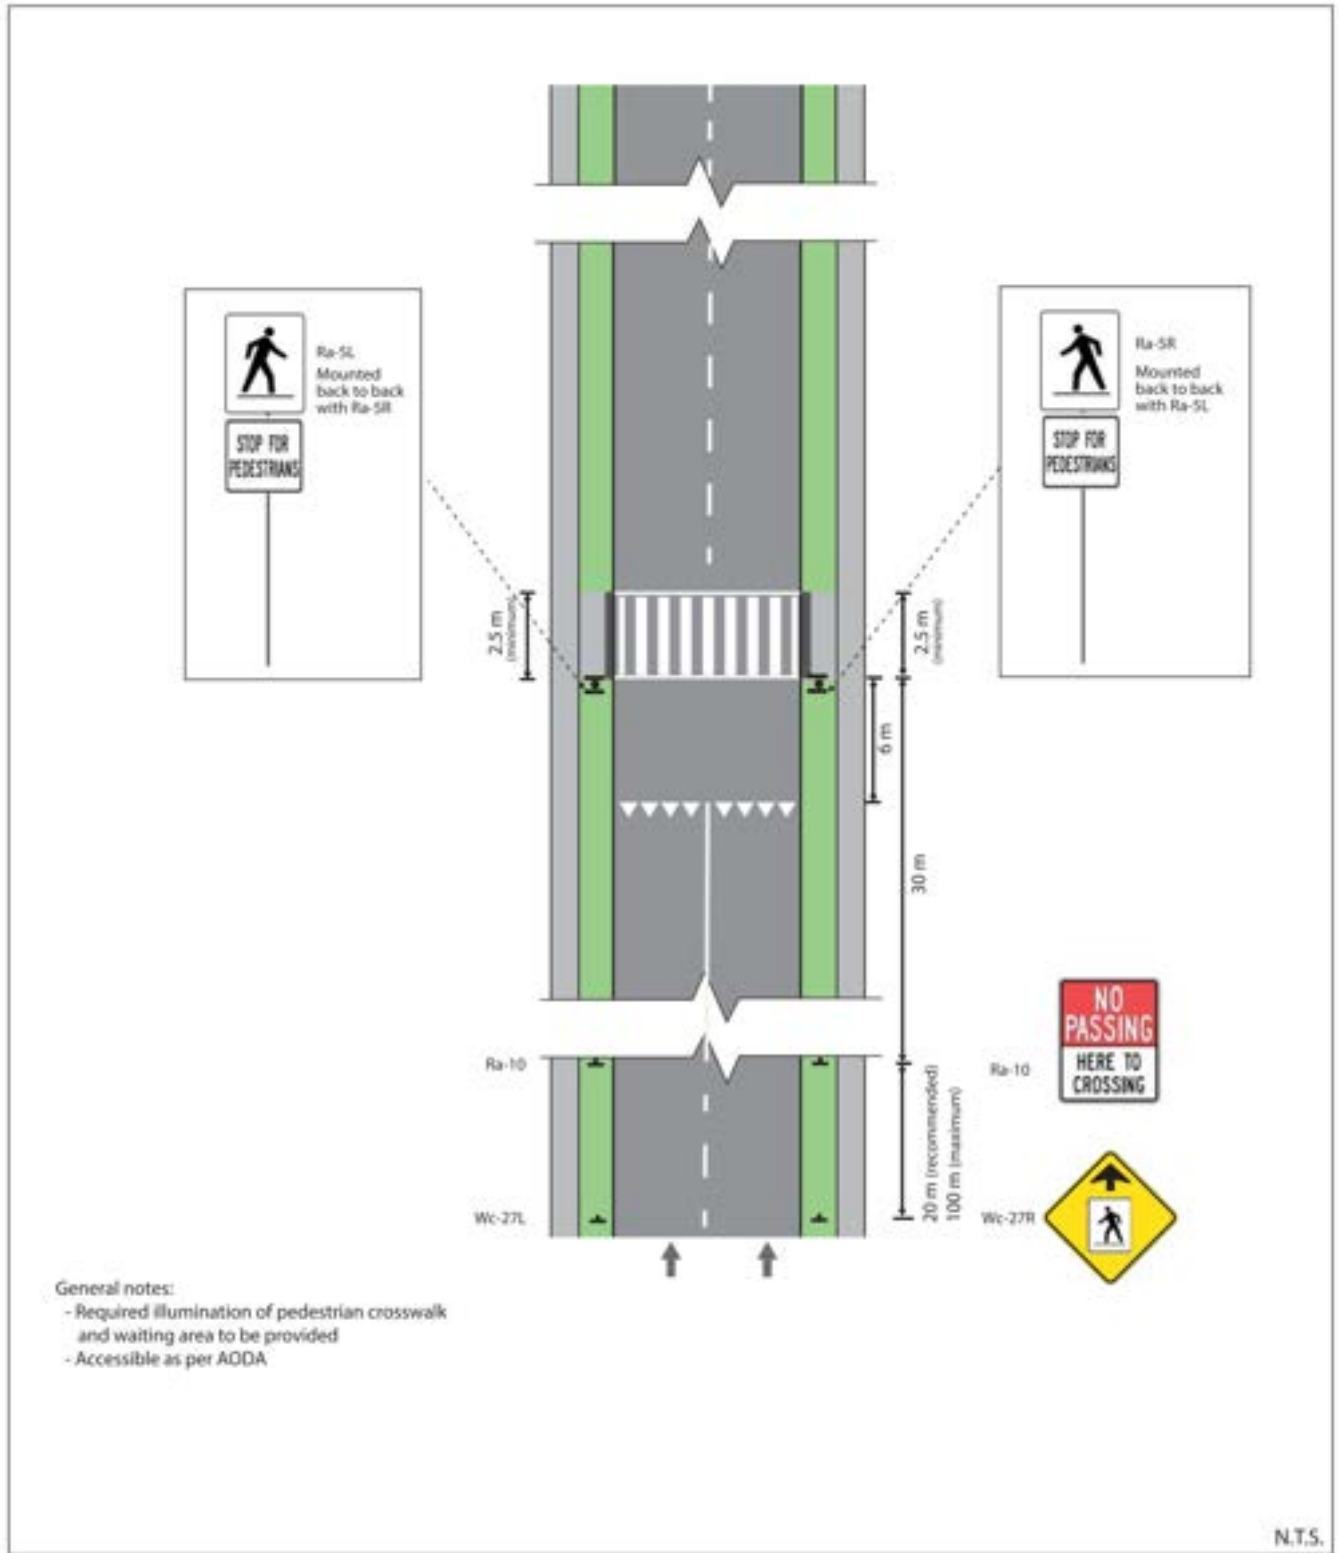 Ra-5L
Mounted
back to back
with Ra-5R
STOP FOR
PEDESTRIANS
Ra-5R
Mounted
back to back
with Ra-5L
STOP FOR
PEDESTRIANS
2.5 m
(minimum)
2.5 m
(minimum)
6 m
30 m
Ra-10
Ra-10
NO
PASSING
HERE TO
CROSSING
20 m (recommended)
100 m (maximum)
Wc-27L
Wc-27R
General notes:
- Required illumination of pedestrian crosswalk
and waiting area to be provided
- Accessible as per AODA
N.T.S.